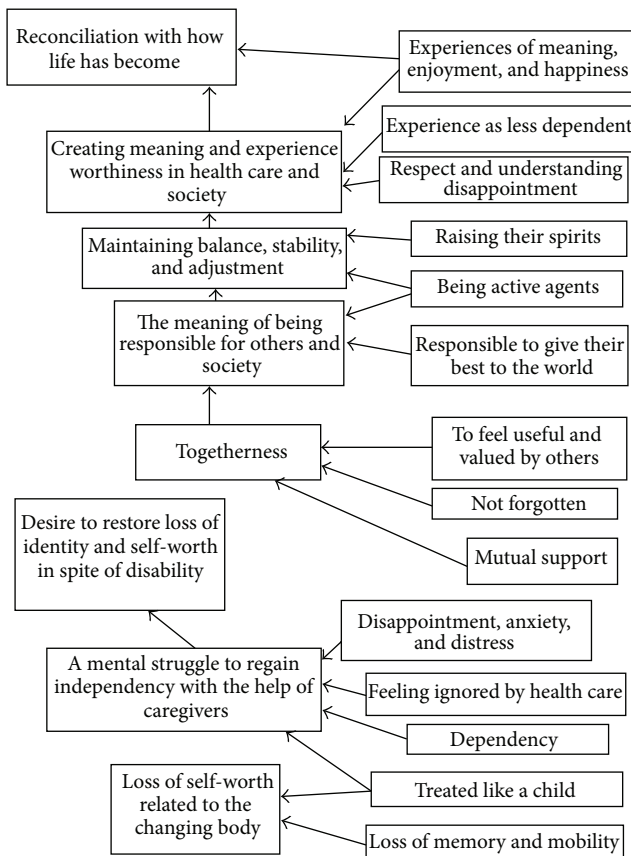 Reconciliation with how
life has become
Experiences of meaning,
enjoyment, and happiness
Experience as less dependent
Creating meaning and experience
worthiness in health care and
society
Respect and understanding
disappointment
Maintaining balance, stability,
and adjustment
Raising their spirits
Being active agents
The meaning of being
responsible for others and
society
Responsible to give their
best to the world
Togetherness
To feel useful and
valued by others
Not forgotten
Mutual support
Desire to restore loss of
identity and self-worth
in spite of disability
Disappointment, anxiety,
and distress
A mental struggle to regain
independency with the help of
caregivers
Feeling ignored by health care
Dependency
Loss of self-worth
related to the
changing body
Treated like a child
Loss of memory and mobility